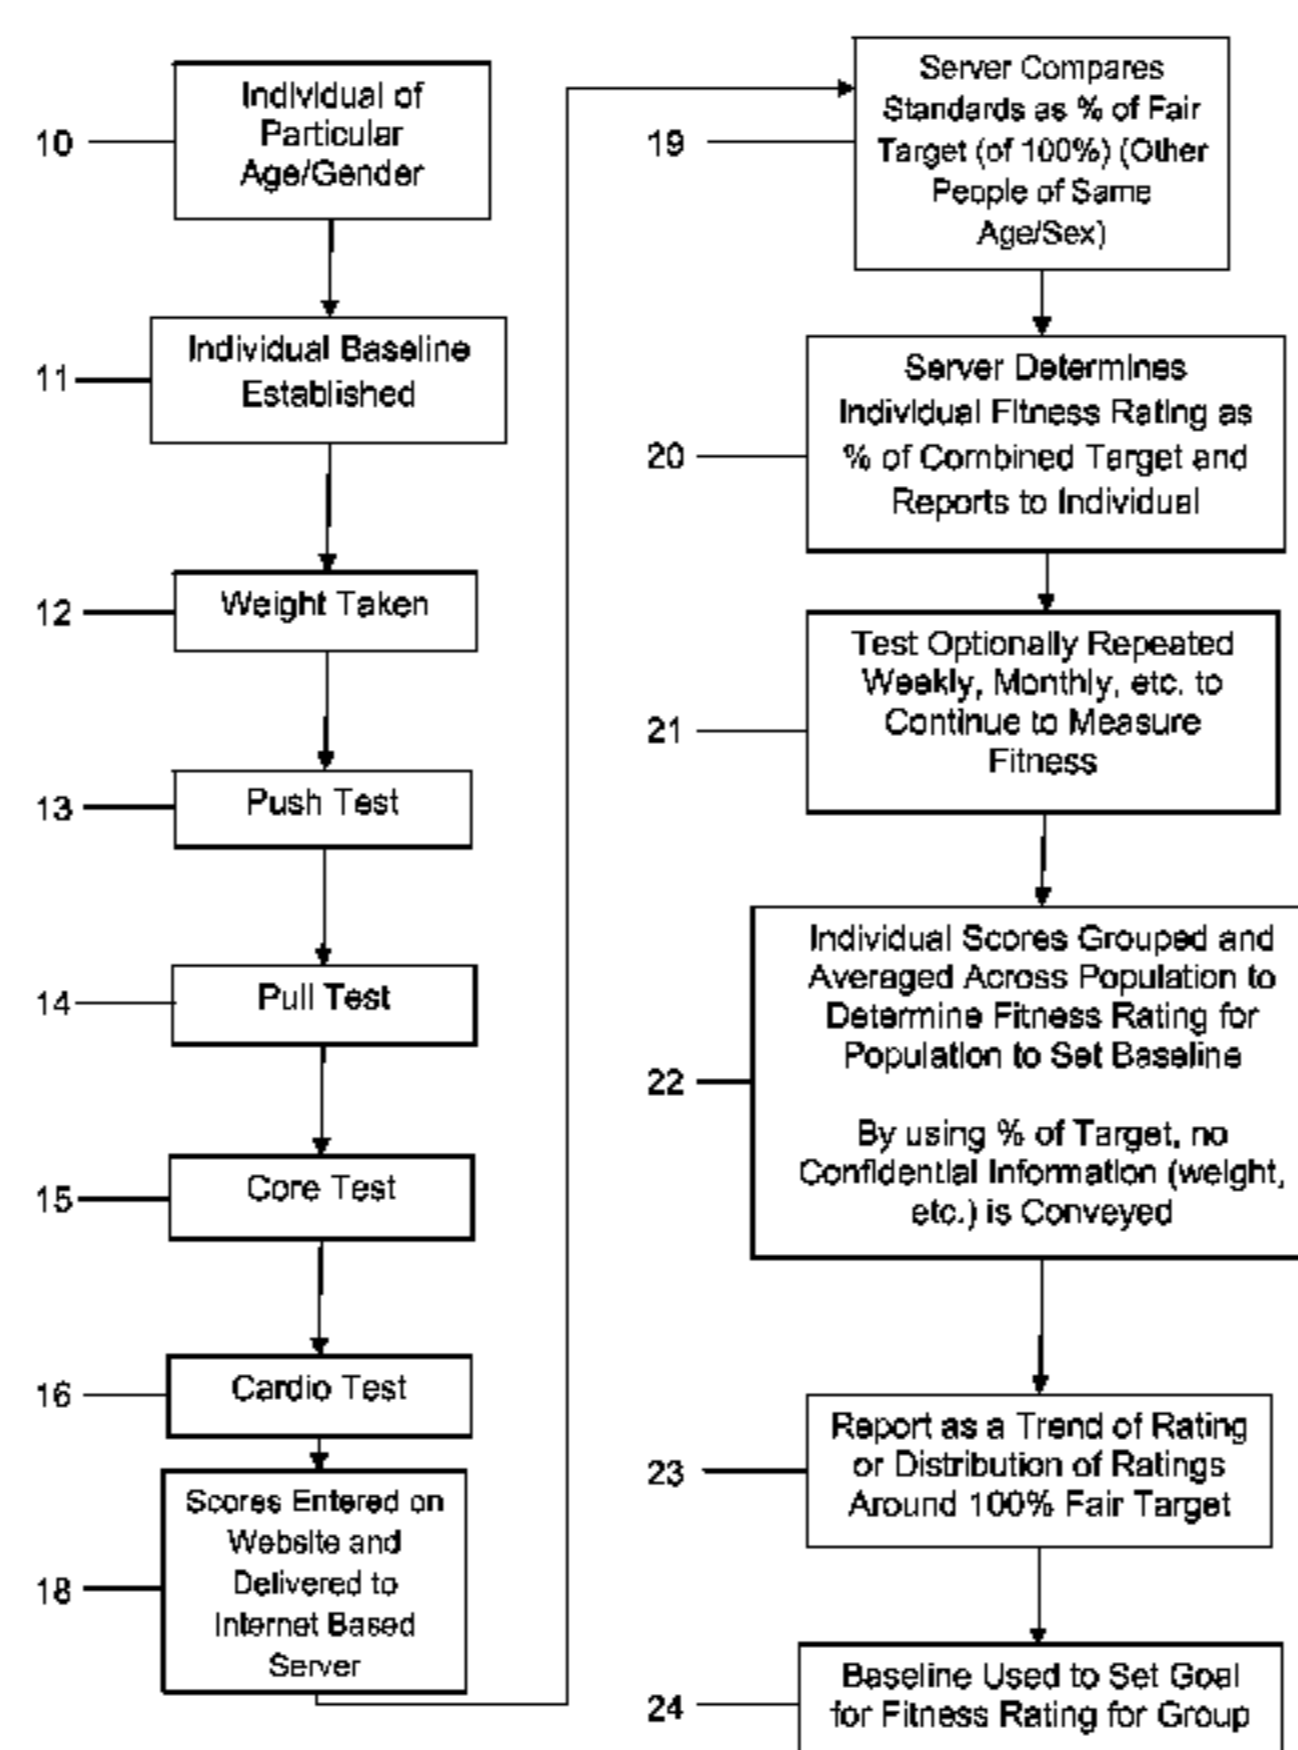 10
Individual of
Particular
Age/Gender
11
Individual Baseline
Established
12
Weight Taken
13
Push Test
14
Pull Test
15
Core Test
16
Cardio Test
18
Scores Entered on
Website and
Delivered to
Internet Based
Server
19
Server Compares
Standards as % of Fair
Target (of 100%) (Other
People of Same
Age/Sex)
20
Server Determines
Individual Fitness Rating as
% of Combined Target and
Reports to Individual
21
Test Optionally Repeated
Weekly, Monthly, etc. to
Continue to Measure
Fitness
22
Individual Scores Grouped and
Averaged Across Population to
Determine Fitness Rating for
Population to Set Baseline
By using % of Target, no
Confidential Information (weight,
etc.) is Conveyed
23
Report as a Trend of Rating
or Distribution of Ratings
Around 100% Fair Target
24
Baseline Used to Set Goal
for Fitness Rating for Group